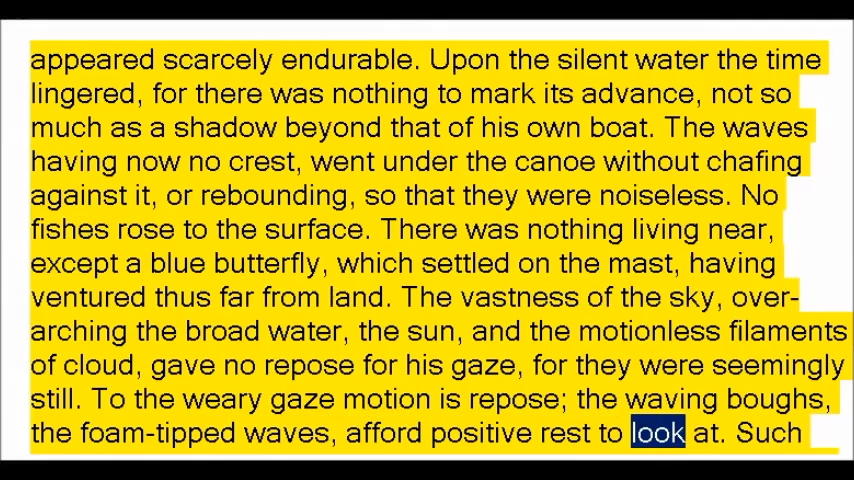 appeared scarcely endurable. Upon the silent water the time
lingered, for there was nothing to mark its advance, not so
much as a shadow beyond that of his own boat. The waves
having now no crest, went under the canoe without chafing
against it, or rebounding, so that they were noiseless. No
fishes rose to the surface. There was nothing living near,
except a blue butterfly, which settled on the mast, having
ventured thus far from land. The vastness of the sky, over-
arching the broad water, the sun, and the motionless filaments
of cloud, gave no repose for his gaze, for they were seemingly
still. To the weary gaze motion is repose; the waving boughs,
the foam-tipped waves, afford positive rest to look at. Such